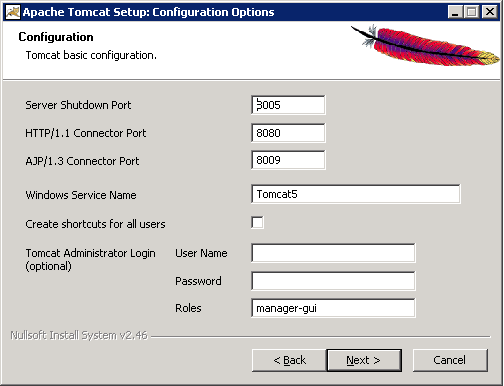 Apache Tomcat Setup: Configuration Options
Configuration
Tomcat basic configuration.
Server Shutdown Port 8005
HTTP/1.1 Connector Port 8080
AJP/1.3 Connector Port 8009
Windows Service Name Tomcat5
Create shortcuts for all users
Tomcat Administrator Login User Name
(optional)
Password
Roles manager-gui
Nullsoft Install System v2.46
< Back Next > Cancel